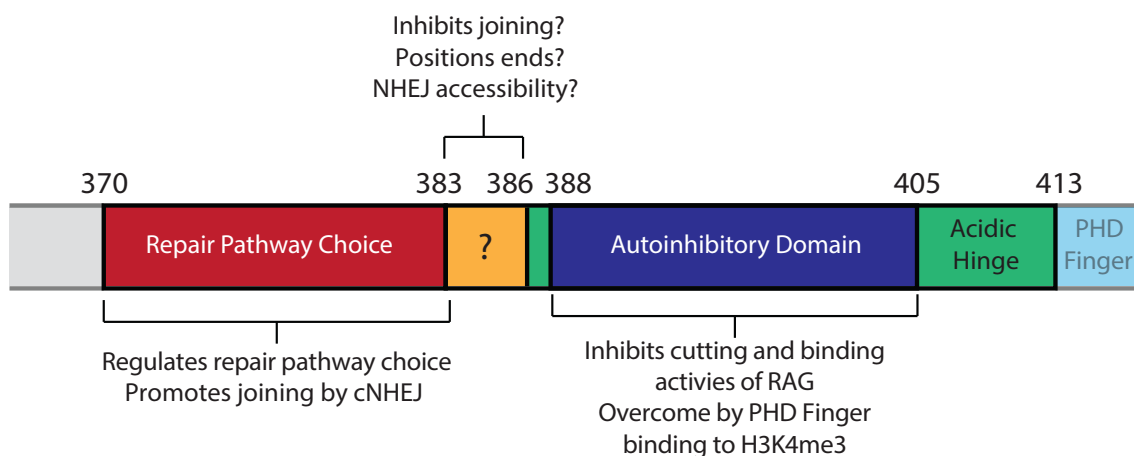 Inhibits joining?
Positions ends?
NHEJ accessibility?
370 383 386 388 405 413
Repair Pathway Choice
?
Autoinhibitory Domain
Acidic
Hinge
PHD
Finger
Regulates repair pathway choice
Promotes joining by cNHEJ
Inhibits cutting and binding
activies of RAG
Overcome by PHD Finger
binding to H3K4me3